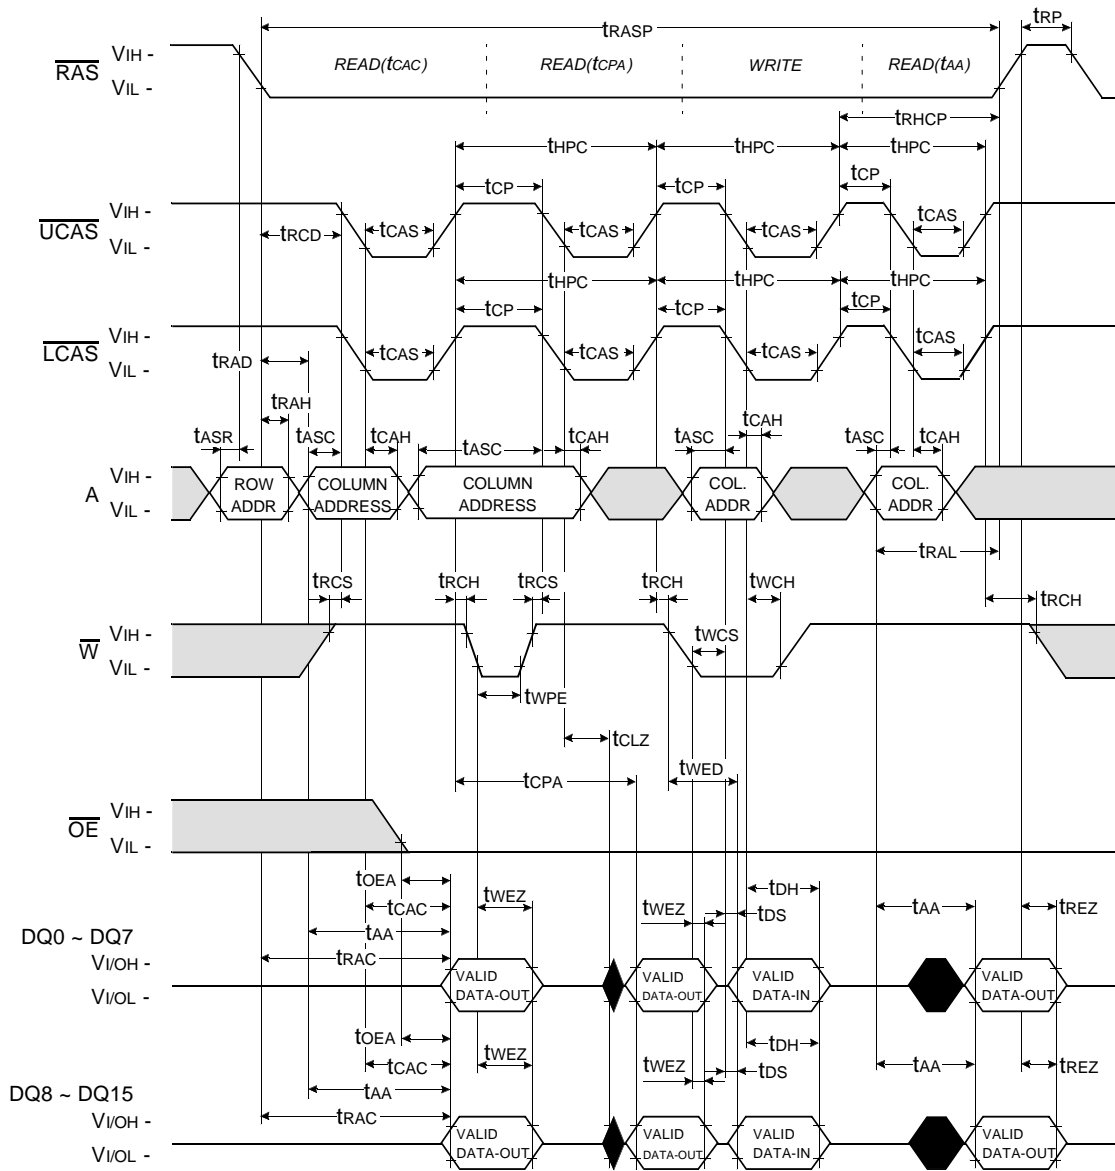 tRASP
tRP
RAS
VIH -
VIL -
READ(tCAC)
READ(tCPA)
WRITE
READ(tAA)
tRHCP
tHPC
tHPC
tHPC
tCP
tCP
tCP
UCAS
VIH -
VIL -
tRCD
tCAS
tCAS
tCAS
tCAS
tHPC
tHPC
tHPC
tCP
tCP
tCP
LCAS
VIH -
VIL -
tCAS
tCAS
tCAS
tCAS
tRAD
tRAH
tASR
tASC
tCAH
tASC
tCAH
tASC
tCAH
tASC
tCAH
A
VIH -
VIL -
ROW
ADDR
COLUMN
ADDRESS
COLUMN
ADDRESS
COL.
ADDR
COL.
ADDR
tRAL
tRCS
tRCH
tRCS
tRCH
tWCH
tRCH
W
VIH -
VIL -
tWCS
tWPE
tCLZ
tCPA
tWED
OE
VIH -
VIL -
tOEA
tCAC
tAA
tRAC
tWEZ
tWEZ
tDH
tDS
tAA
tREZ
DQ0 ~ DQ7
VI/OH -
VI/OL -
VALID
DATA-OUT
VALID
DATA-OUT
VALID
DATA-IN
VALID
DATA-OUT
tOEA
tCAC
tAA
tRAC
tWEZ
tWEZ
tDH
tDS
tAA
tREZ
DQ8 ~ DQ15
VI/OH -
VI/OL -
VALID
DATA-OUT
VALID
DATA-OUT
VALID
DATA-IN
VALID
DATA-OUT